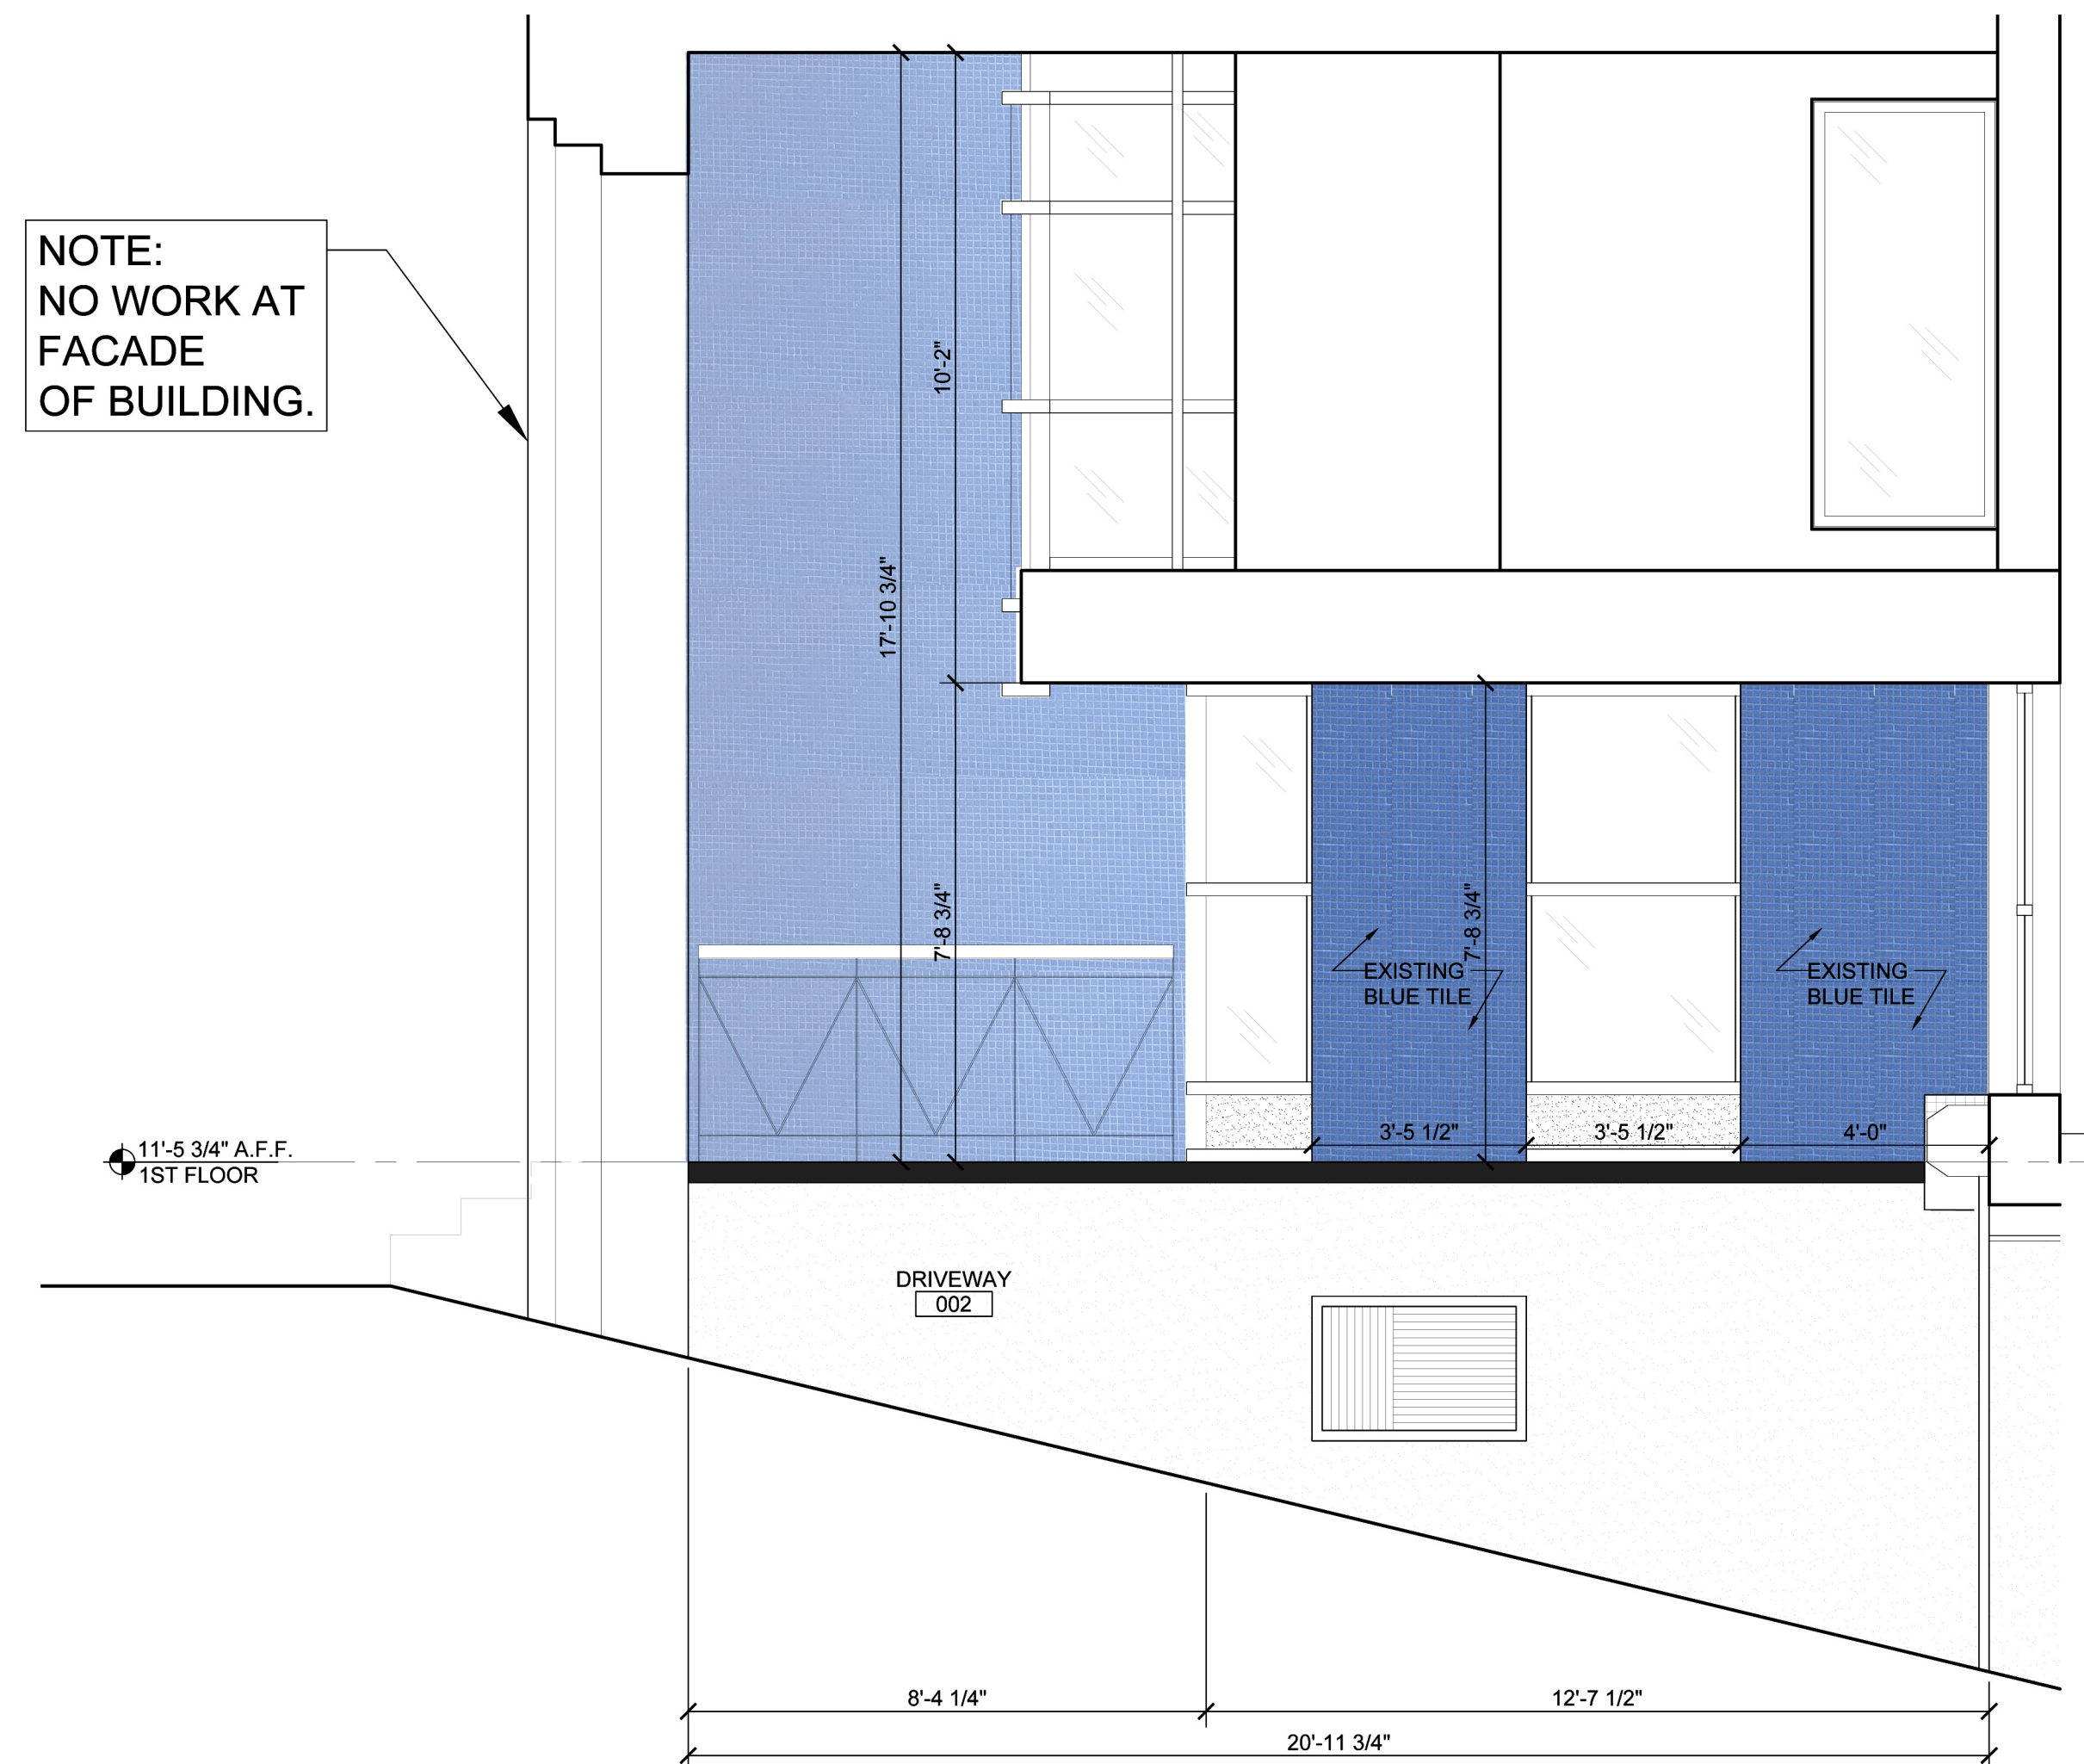 NOTE:
NO WORK AT
FACADE
OF BUILDING.
10'-2"
17'-10 3/4"
7'-8 3/4"
7'-8 3/4"
EXISTING
BLUE TILE
EXISTING
BLUE TILE
3'-5 1/2"
3'-5 1/2"
4'-0"
11'-5 3/4" A.F.F.
1ST FLOOR
DRIVEWAY
002
8'-4 1/4"
12'-7 1/2"
20'-11 3/4"